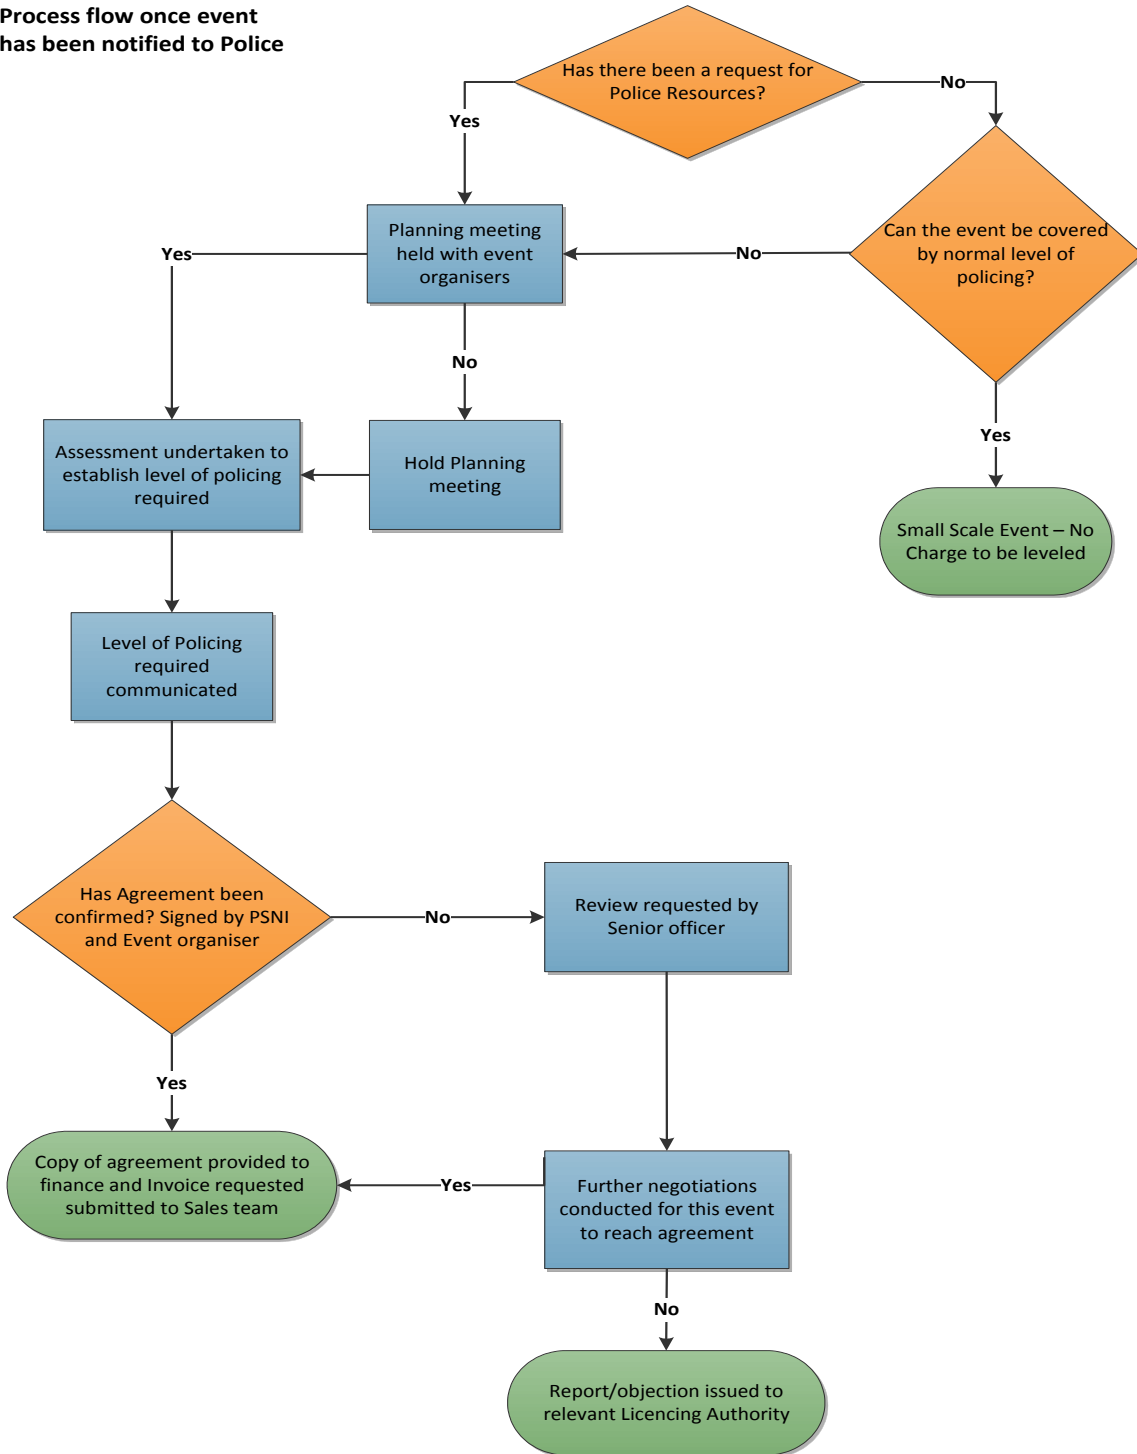 Process flow once event
has been notified to Police
Has there been a request for
Police Resources?
No
Yes
Can the event be covered
by normal level of
policing?
Planning meeting
held with event
organisers
Yes
No
No
Yes
Assessment undertaken to
establish level of policing
required
Hold Planning
meeting
Small Scale Event – No
Charge to be leveled
Level of Policing
required
communicated
Has Agreement been
confirmed? Signed by PSNI
and Event organiser
No
Review requested by
Senior officer
Yes
Copy of agreement provided to
finance and Invoice requested
submitted to Sales team
Yes
Further negotiations
conducted for this event
to reach agreement
No
Report/objection issued to
relevant Licencing Authority